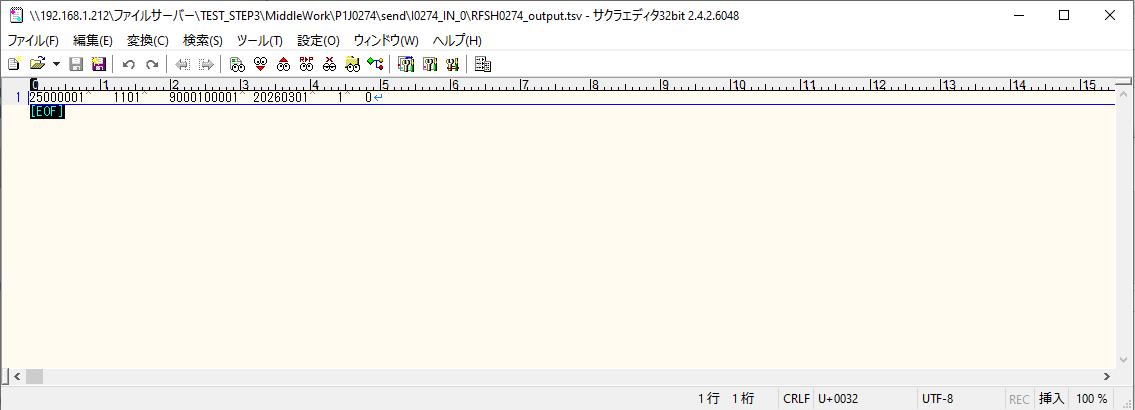 \\192.168.1.212\ファイルサーバー\TEST_STEP3\MiddleWork\P1J0274\send\I0274_IN_0\RFSH0274_output.tsv - サクラエディタ32bit 2.4.2.6048
ファイル(F) 編集(E) 変換(C) 検索(S) ツール(T) 設定(O) ウィンドウ(W) ヘルプ(H)
0 1 2 3 4 5 6 7 8 9 10 11 12 13 14 15
1 25000001^ 1101^ 9000100001^ 20260301^ 1^ 0↵
[EOF]
1 行 1 桁 CRLF U+0032 UTF-8 REC 挿入 100 %